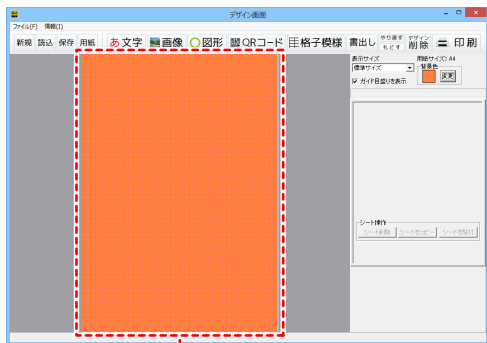 デザイン画面
ファイル(F) 情報(I)
新規 読込 保存 用紙 あ文字 画像 図形 QRコード 格子模様 書出し やり直す もどす デザイン削除 印刷
表示サイズ 用紙サイズ: A4
標準サイズ 背景色
変更
ガイド目盛りを表示
シート操作
シート削除 シートをコピー シート貼付